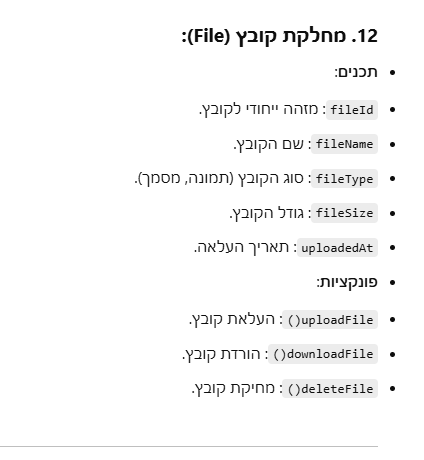 12. מחלקת קובץ (File):
תכנים:
fileId: מזהה ייחודי לקובץ.
fileName: שם הקובץ.
fileType: סוג הקובץ (תמונה, מסמך).
fileSize: גודל הקובץ.
uploadedAt: תאריך העלאה.
פונקציות:
uploadFile(): העלאת קובץ.
downloadFile(): הורדת קובץ.
deleteFile(): מחיקת קובץ.